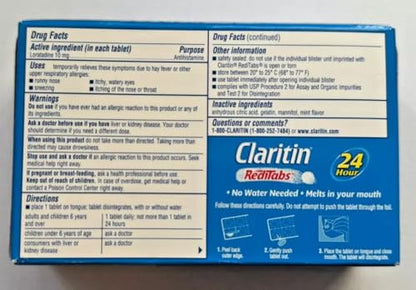 Drug Facts
Active ingredient (in each tablet) Purpose
Loratadine 10 mg Antihistamine
Uses temporarily relieves these symptoms due to hay fever or other
upper respiratory allergies:
■ runny nose ■ itchy, watery eyes
■ sneezing ■ itching of the nose or throat
Warnings
Do not use if you have ever had an allergic reaction to this product or any
of its ingredients.
Ask a doctor before use if you have liver or kidney disease. Your doctor
should determine if you need a different dose.
When using this product do not take more than directed. Taking more than
directed may cause drowsiness.
Stop use and ask a doctor if an allergic reaction to this product occurs. Seek
medical help right away.
If pregnant or breast-feeding, ask a health professional before use.
Keep out of reach of children. In case of overdose, get medical help or
contact a Poison Control Center right away.
Directions
■ place 1 tablet on tongue; tablet disintegrates, with or without water
adults and children 6 years and over 1 tablet daily; not more than 1 tablet in 24 hours
children under 6 years of age ask a doctor
consumers with liver or kidney disease ask a doctor
Drug Facts (continued)
Other information
■ safety sealed: do not use if the individual blister unit imprinted with
Claritin® RediTabs® is open or torn
■ store between 20° to 25° C (68° to 77° F)
■ use tablet immediately after opening individual blister
■ complies with USP Procedure 2 for Assay and Organic Impurities
and Test 2 for Disintegration
Inactive ingredients
anhydrous citric acid, gelatin, mannitol, mint flavor
Questions or comments?
1-800-CLARITIN (1-800-252-7484) or www.claritin.com
Claritin
RediTabs
24
Hour
• No Water Needed • Melts in your mouth
Follow these directions carefully. Do not attempt to push the tablet through the foil.
1. Peel back
outer edge.
2. Gently push
tablet out.
3. Place the tablet on tongue and close
mouth. The tablet will disintegrate.